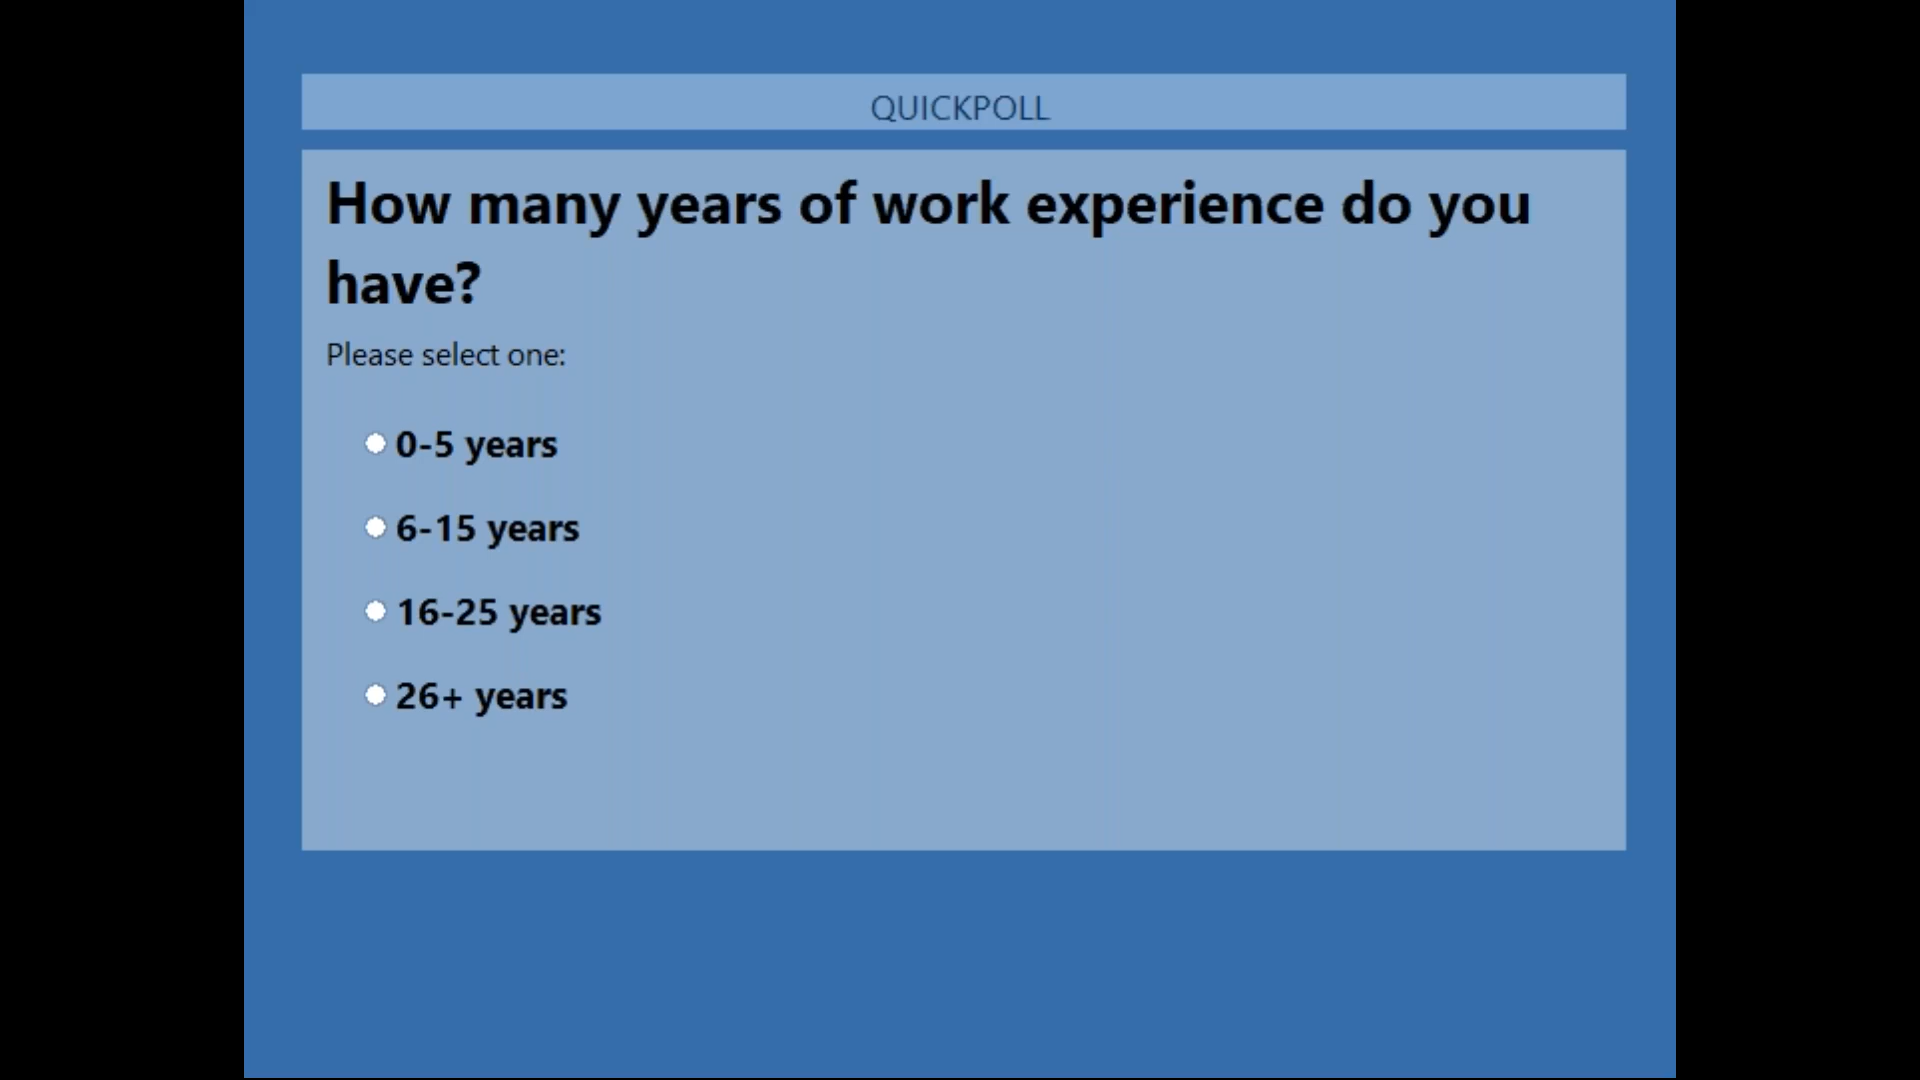 QUICKPOLL
How many years of work experience do you
have?
Please select one:
0-5 years
6-15 years
16-25 years
26+ years